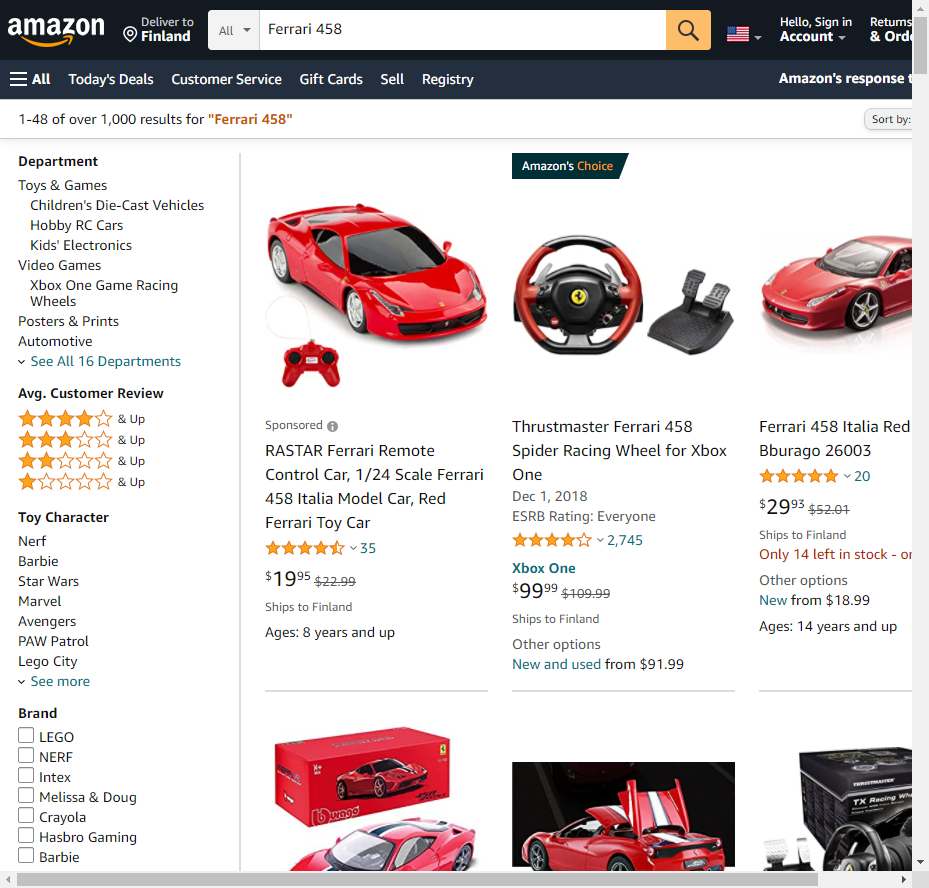 amazon
Deliver to
Finland
All
Ferrari 458
Hello, Sign in
Account
Returns
& Orde
All
Today's Deals
Customer Service
Gift Cards
Sell
Registry
Amazon's response t
1-48 of over 1,000 results for "Ferrari 458"
Sort by:
Department
Toys & Games
Children's Die-Cast Vehicles
Hobby RC Cars
Kids' Electronics
Video Games
Xbox One Game Racing
Wheels
Posters & Prints
Automotive
See All 16 Departments
Avg. Customer Review
& Up
& Up
& Up
& Up
Toy Character
Nerf
Barbie
Star Wars
Marvel
Avengers
PAW Patrol
Lego City
See more
Brand
LEGO
NERF
Intex
Melissa & Doug
Crayola
Hasbro Gaming
Barbie
Sponsored
RASTAR Ferrari Remote
Control Car, 1/24 Scale Ferrari
458 Italia Model Car, Red
Ferrari Toy Car
35
$19.95 $22.99
Ships to Finland
Ages: 8 years and up
Amazon's Choice
Thrustmaster Ferrari 458
Spider Racing Wheel for Xbox
One
Dec 1, 2018
ESRB Rating: Everyone
2,745
Xbox One
$99.99 $109.99
Ships to Finland
Other options
New and used from $91.99
Ferrari 458 Italia Red
Bburago 26003
20
$29.93 $52.01
Ships to Finland
Only 14 left in stock - or
Other options
New from $18.99
Ages: 14 years and up
bburago
THRUSTMASTER
TX Racing Whe